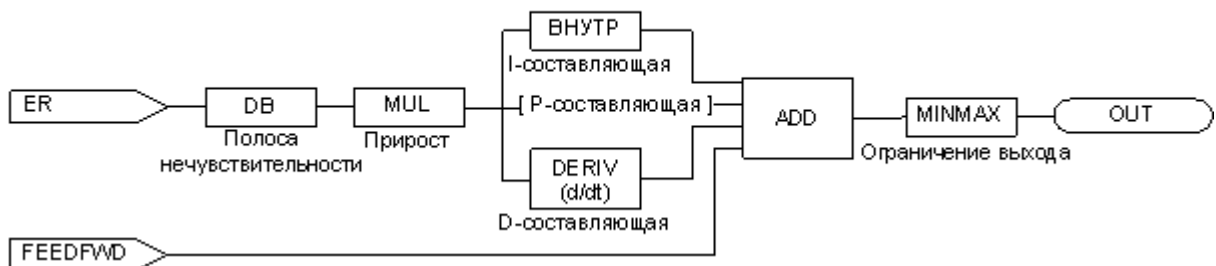 ВНУТР
I-составляющая
ER
DB
MUL
[ P-составляющая ]
ADD
MINMAX
OUT
Полоса
нечувствительности
Прирост
Ограничение выхода
DERIV
(d/dt)
D-составляющая
FEEDFWD